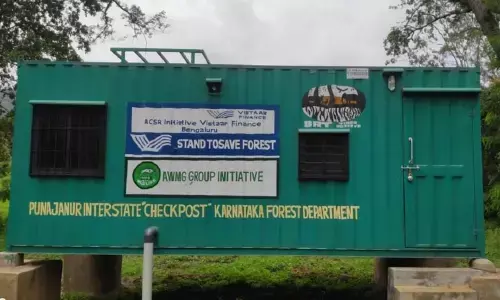 VISTAAR
FINANCE
ACSR Initiative Vistaar Finance
Bengaluru
STAND TO SAVE FOREST
AWMG GROUP INITIATIVE
PUNAJANUR INTERSTATE "CHECKPOST" KARNATAKA FOREST DEPARTMENT
BRT